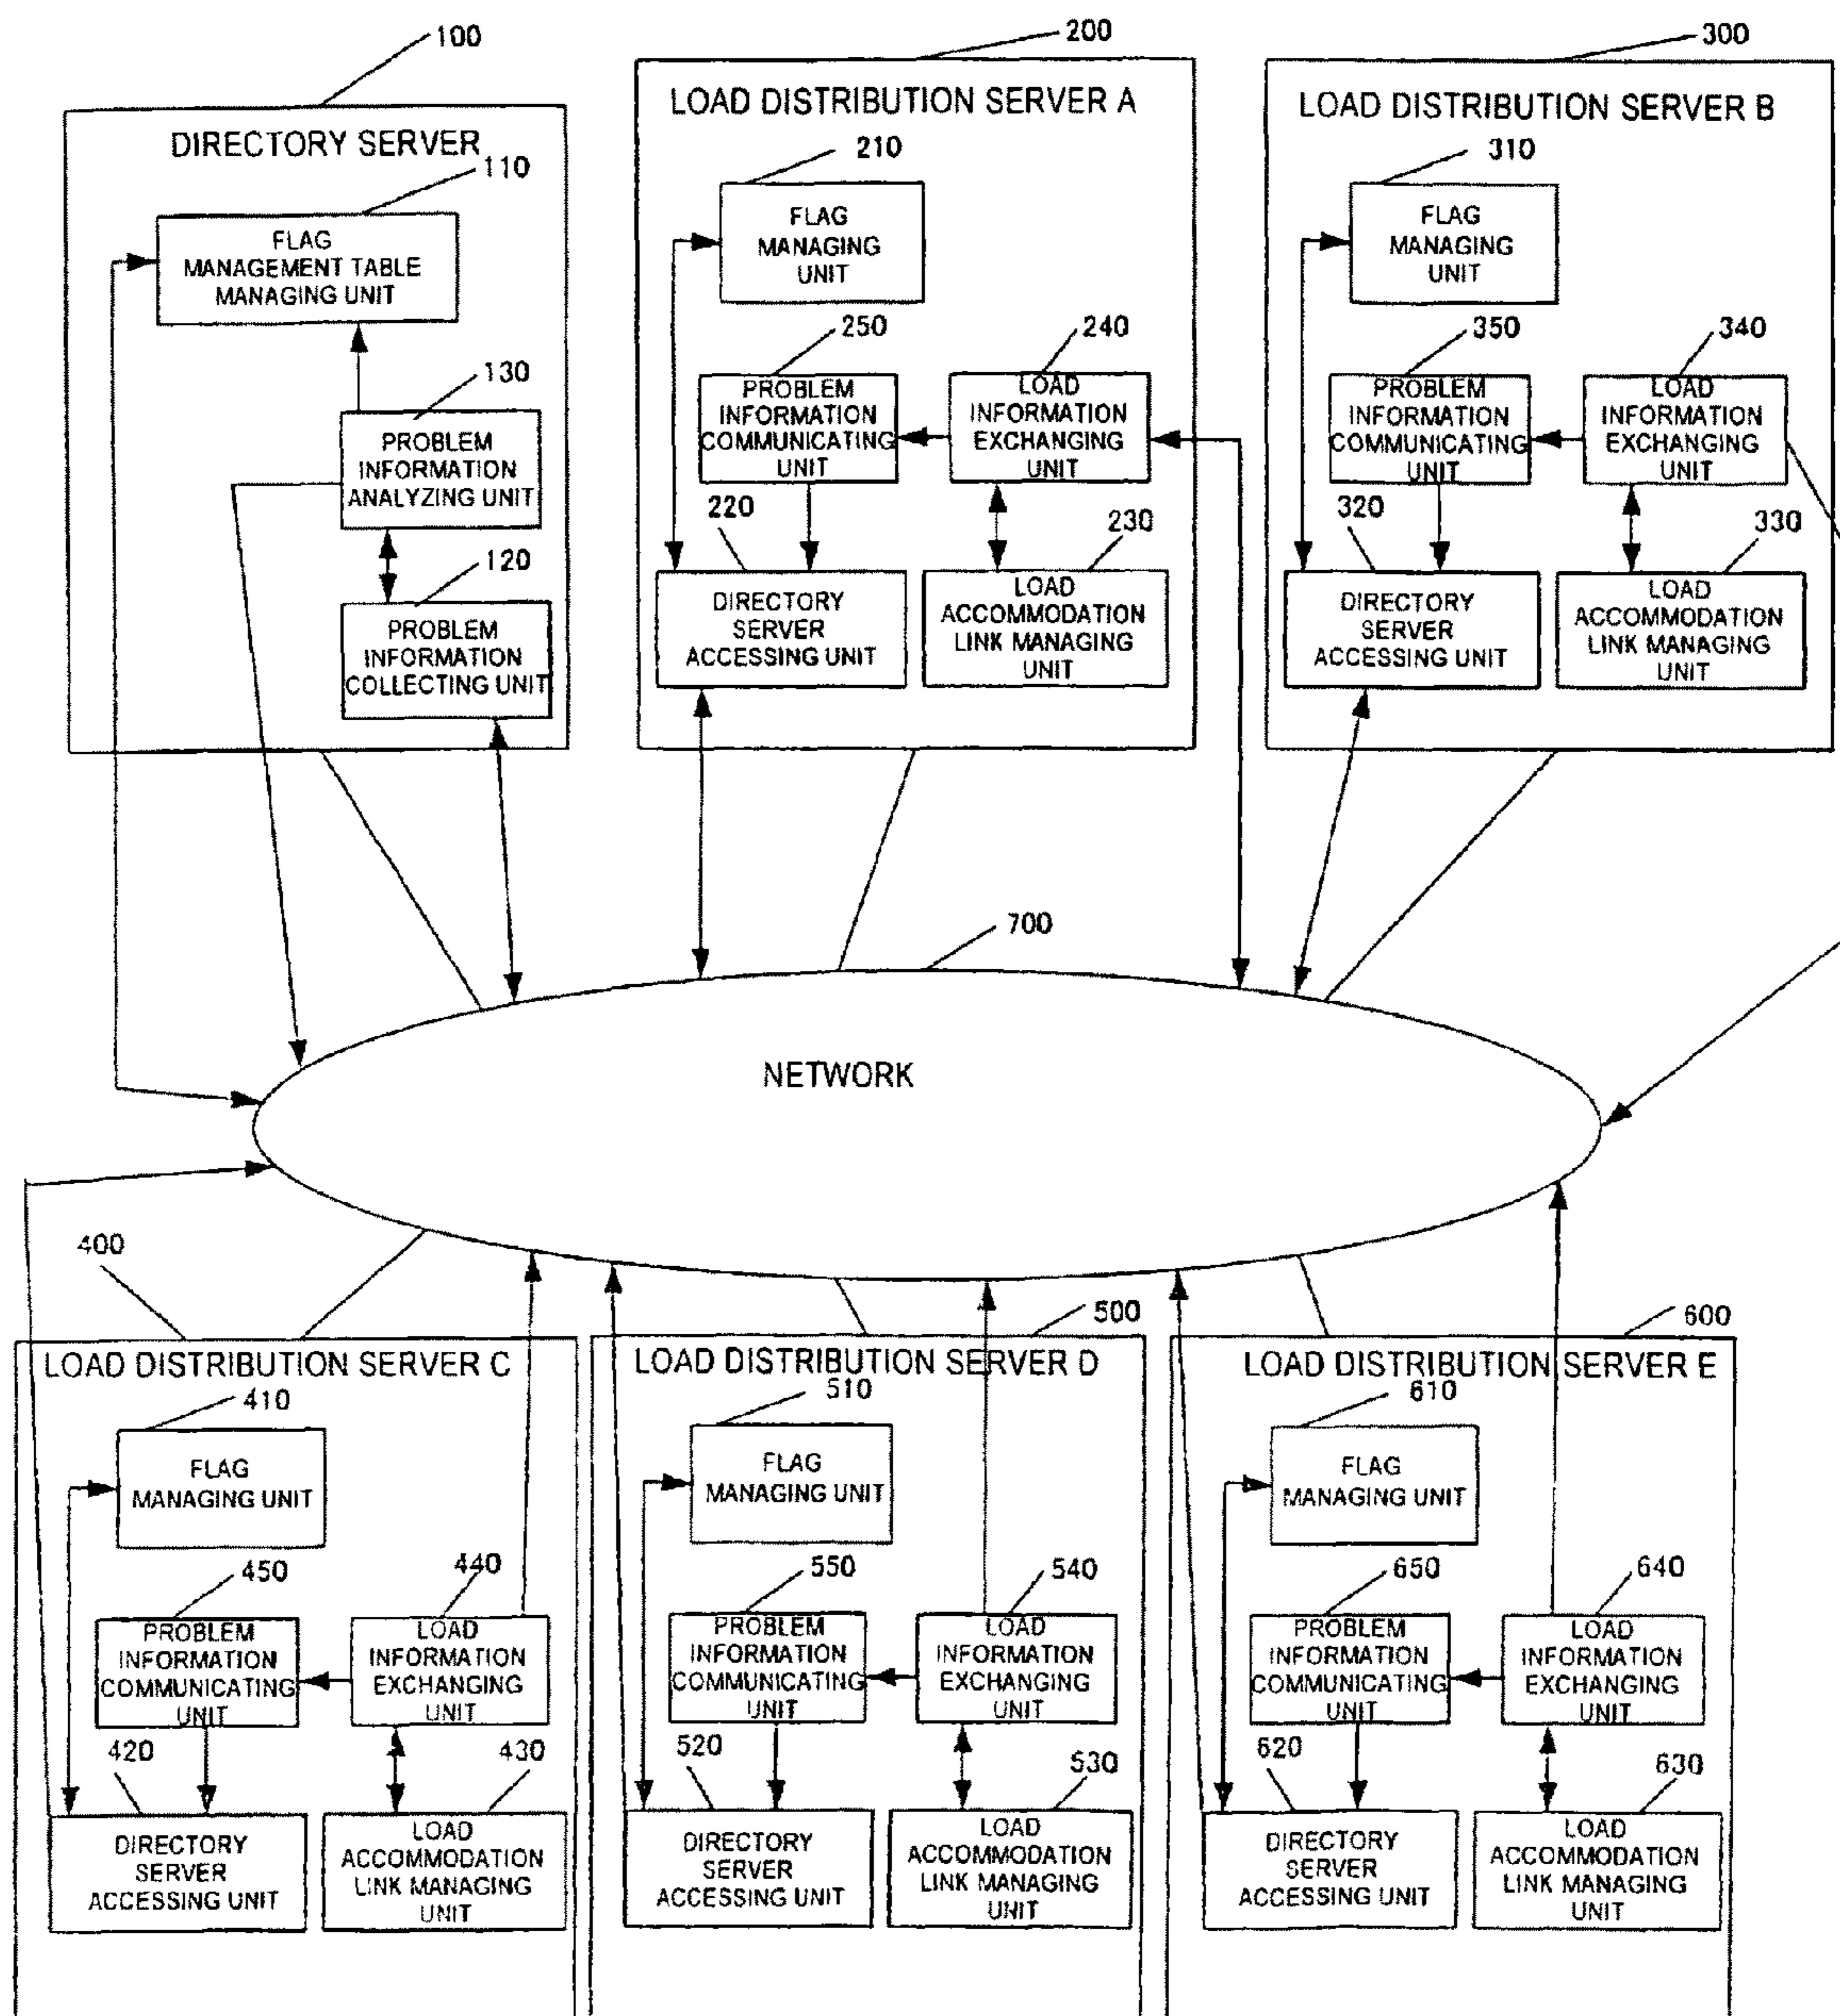 100
DIRECTORY SERVER
110
FLAG
MANAGEMENT TABLE
MANAGING UNIT
130
PROBLEM
INFORMATION
ANALYZING UNIT
120
PROBLEM
INFORMATION
COLLECTING UNIT
200
LOAD DISTRIBUTION SERVER A
210
FLAG
MANAGING
UNIT
250
PROBLEM
INFORMATION
COMMUNICATING
UNIT
240
LOAD
INFORMATION
EXCHANGING
UNIT
220
DIRECTORY
SERVER
ACCESSING UNIT
230
LOAD
ACCOMMODATION
LINK MANAGING
UNIT
300
LOAD DISTRIBUTION SERVER B
310
FLAG
MANAGING
UNIT
350
PROBLEM
INFORMATION
COMMUNICATING
UNIT
340
LOAD
INFORMATION
EXCHANGING
UNIT
320
DIRECTORY
SERVER
ACCESSING UNIT
330
LOAD
ACCOMMODATION
LINK MANAGING
UNIT
700
NETWORK
400
LOAD DISTRIBUTION SERVER C
410
FLAG
MANAGING UNIT
450
PROBLEM
INFORMATION
COMMUNICATING
UNIT
440
LOAD
INFORMATION
EXCHANGING
UNIT
420
DIRECTORY
SERVER
ACCESSING UNIT
430
LOAD
ACCOMMODATION
LINK MANAGING
UNIT
500
LOAD DISTRIBUTION SERVER D
510
FLAG
MANAGING UNIT
550
PROBLEM
INFORMATION
COMMUNICATING
UNIT
540
LOAD
INFORMATION
EXCHANGING
UNIT
520
DIRECTORY
SERVER
ACCESSING UNIT
530
LOAD
ACCOMMODATION
LINK MANAGING
UNIT
600
LOAD DISTRIBUTION SERVER E
610
FLAG
MANAGING UNIT
650
PROBLEM
INFORMATION
COMMUNICATING
UNIT
640
LOAD
INFORMATION
EXCHANGING
UNIT
620
DIRECTORY
SERVER
ACCESSING UNIT
630
LOAD
ACCOMMODATION
LINK MANAGING
UNIT